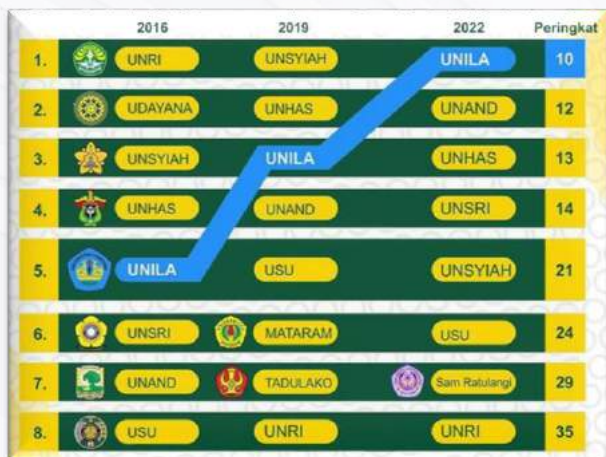 2016 2019 2022 Peringkat
1. UNRI UNSYIAH UNILA 10
2. UDAYANA UNHAS UNAND 12
3. UNSYIAH UNILA UNHAS 13
4. UNHAS UNAND UNSRI 14
5. UNILA USU UNSYIAH 21
6. UNSRI MATARAM USU 24
7. UNAND TADULAKO Sam Ratulangi 29
8. USU UNRI UNRI 35